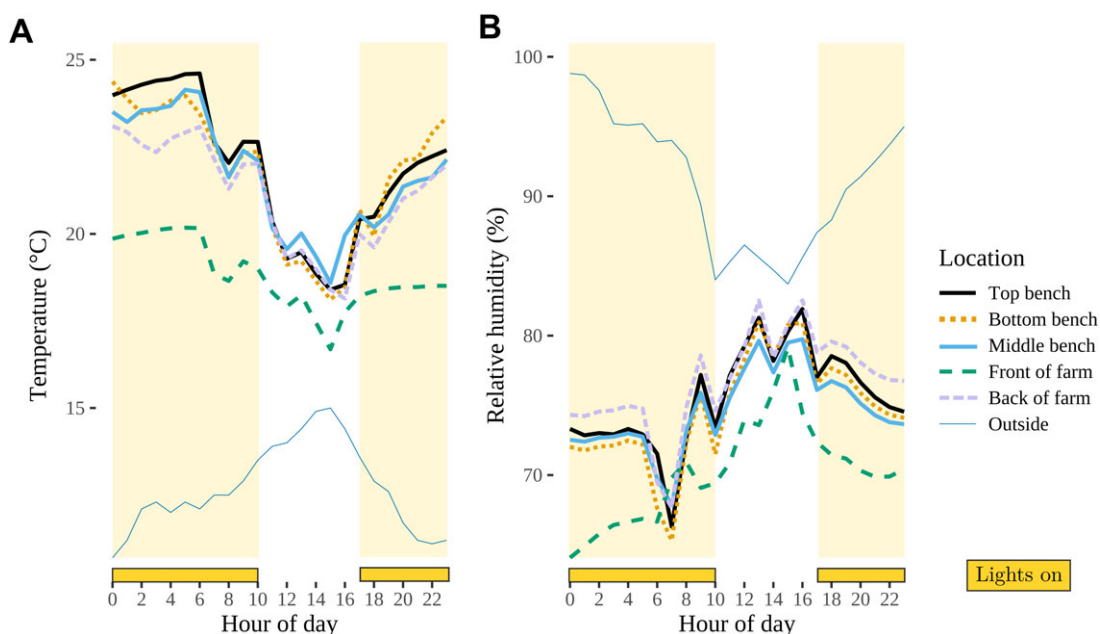 A
25
20
15
Temperature (°C)
0 2 4 6 8 10 12 14 16 18 20 22
Hour of day
B
100
90
80
70
Relative humidity (%)
0 2 4 6 8 10 12 14 16 18 20 22
Hour of day
Location
Top bench
Bottom bench
Middle bench
Front of farm
Back of farm
Outside
Lights on